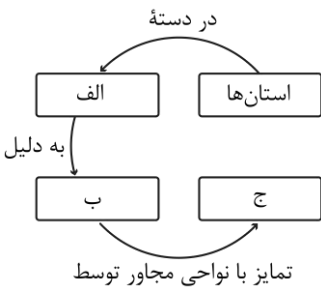 در دستهٔ
استان‌ها
الف
به دلیل
ب
ج
تمایز با نواحی مجاور توسط